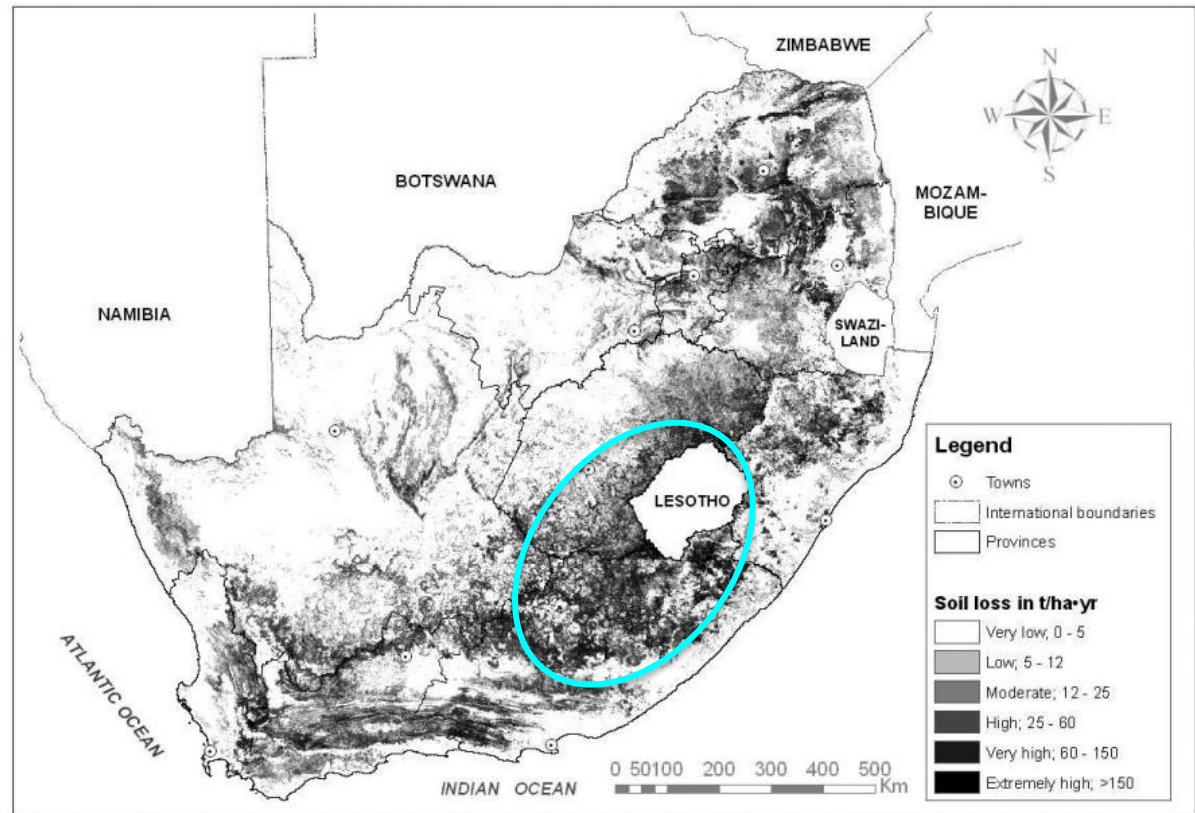 ZIMBABWE
N
W
E
S
BOTSWANA
MOZAM-
BIQUE
NAMIBIA
SWAZI-
LAND
LESOTHO
ATLANTIC OCEAN
INDIAN OCEAN
0 50100 200 300 400 500
Km
Legend
Towns
International boundaries
Provinces
Soil loss in t/ha•yr
Very low; 0 - 5
Low; 5 - 12
Moderate; 12 - 25
High; 25 - 60
Very high; 60 - 150
Extremely high; >150